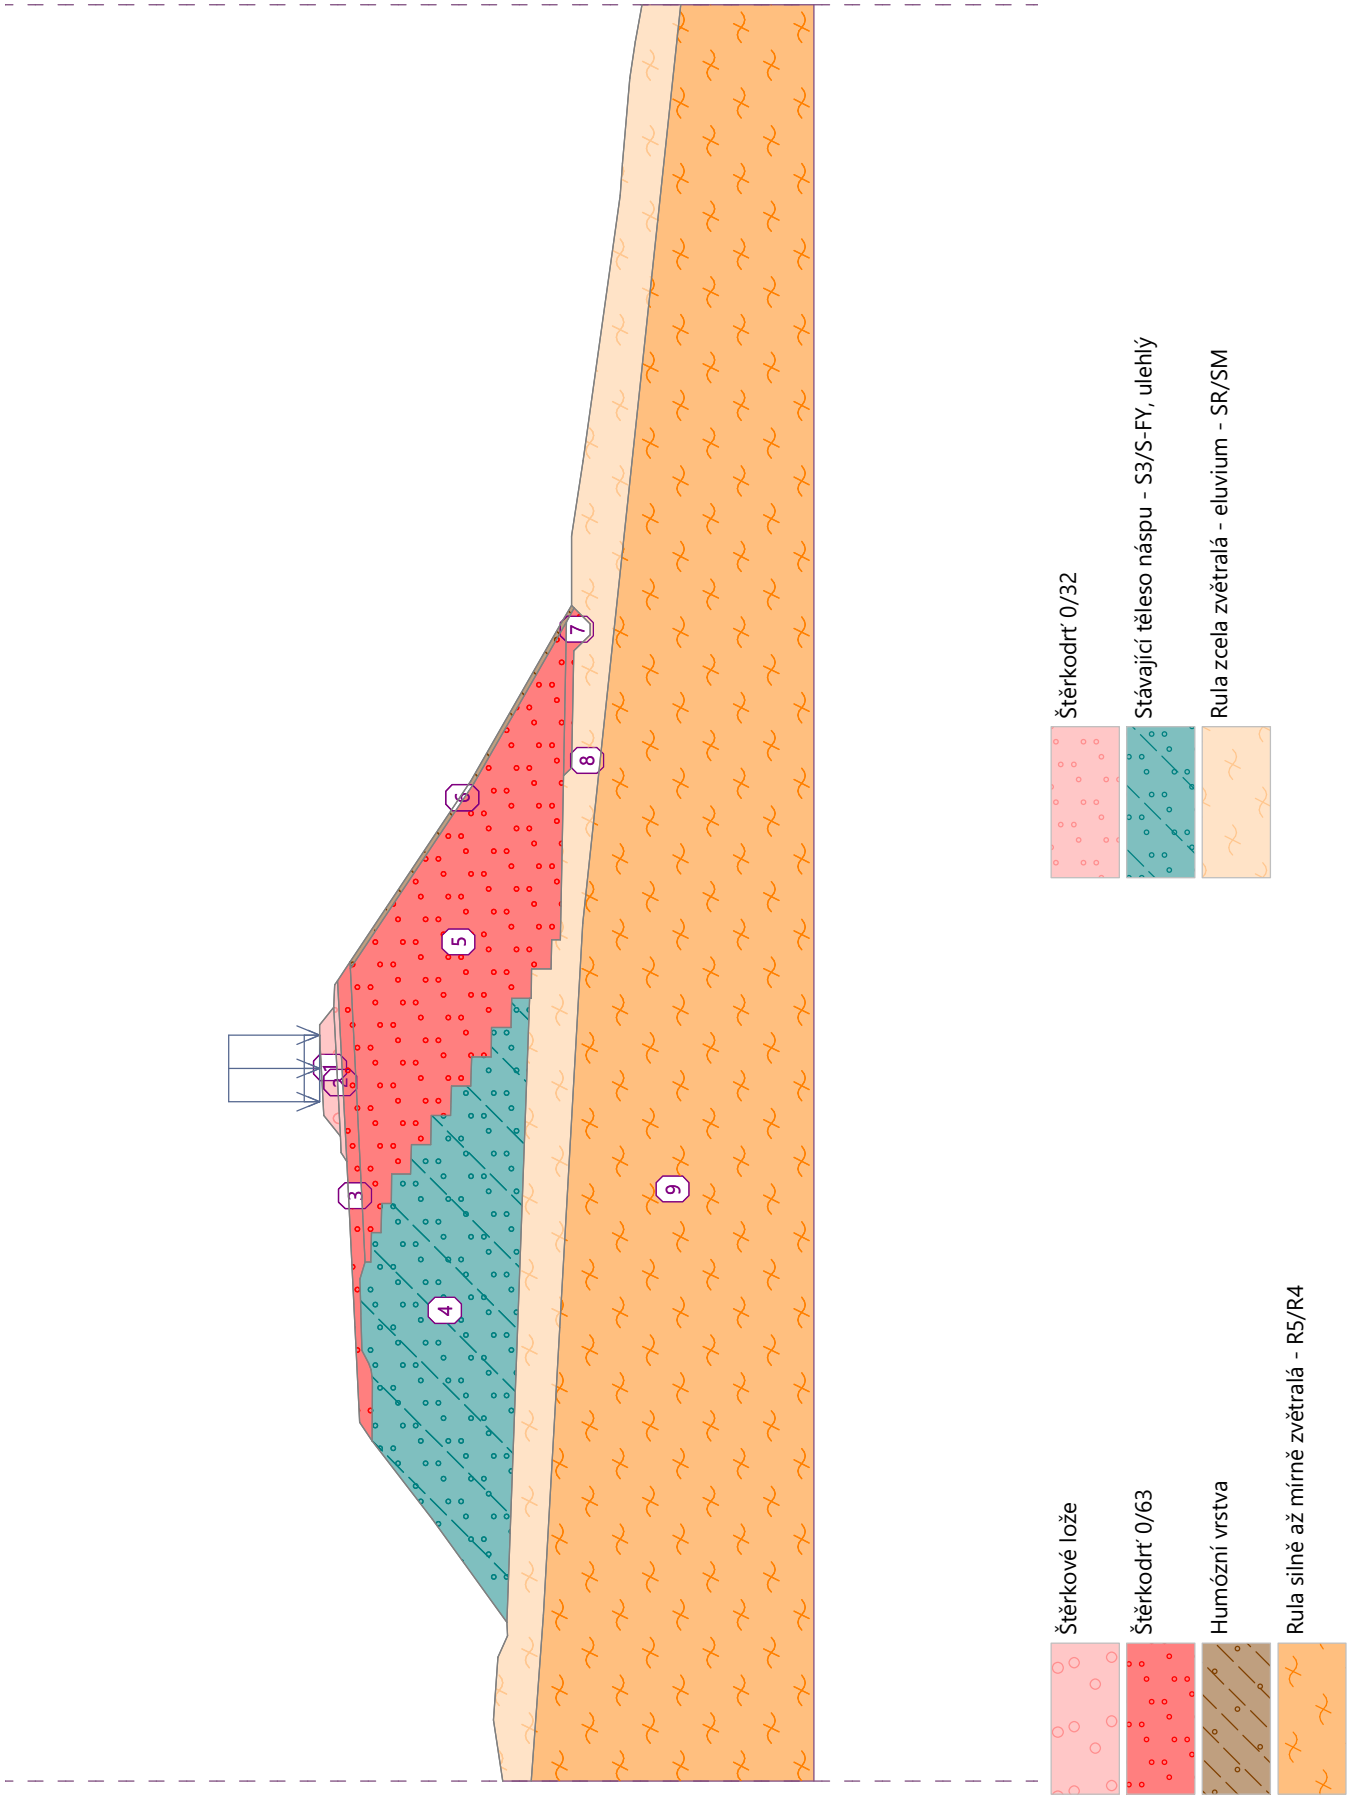 1
2
3
4
5
6
7
8
9
Štěrkové lože
Štěrkodrť 0/32
Štěrkodrť 0/63
Stávající těleso náspu - S3/S-FY, ulehlý
Humózní vrstva
Rula zcela zvětralá - eluvium - SR/SM
Rula silně až mírně zvětralá - R5/R4